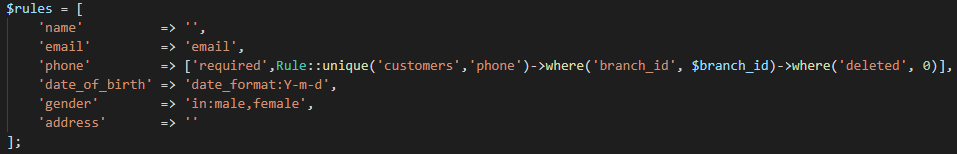 $rules = [
    'name'          => '',
    'email'         => 'email',
    'phone'         => ['required',Rule::unique('customers','phone')->where('branch_id', $branch_id)->where('deleted', 0)],
    'date_of_birth' => 'date_format:Y-m-d',
    'gender'        => 'in:male,female',
    'address'       => ''
];